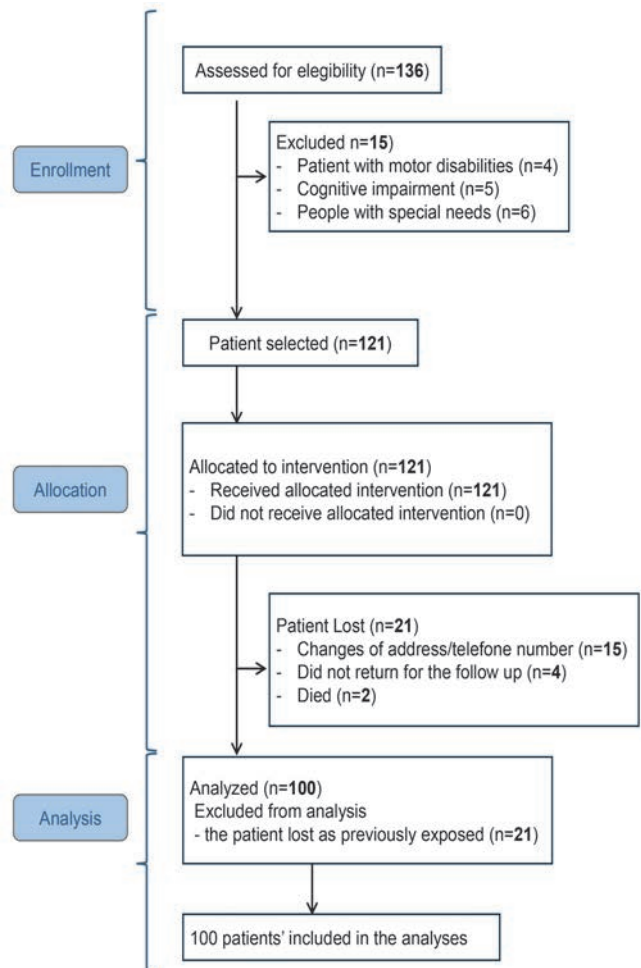 Assessed for elegibility (n=136)
Enrollment
Excluded n=15)
- Patient with motor disabilities (n=4)
- Cognitive impairment (n=5)
- People with special needs (n=6)
Patient selected (n=121)
Allocation
Allocated to intervention (n=121)
- Received allocated intervention (n=121)
- Did not receive allocated intervention (n=0)
Patient Lost (n=21)
- Changes of address/telefone number (n=15)
- Did not return for the follow up (n=4)
- Died (n=2)
Analysis
Analyzed (n=100)
Excluded from analysis
- the patient lost as previously exposed (n=21)
100 patients' included in the analyses